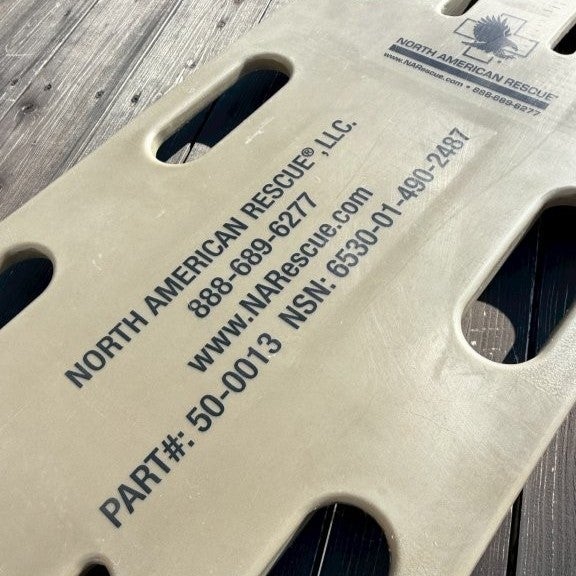 NORTH AMERICAN RESCUE®
www.NARescue.com • 888-689-6277
NORTH AMERICAN RESCUE®, LLC.
888-689-6277
www.NARescue.com
PART#: 50-0013 NSN: 6530-01-490-2487